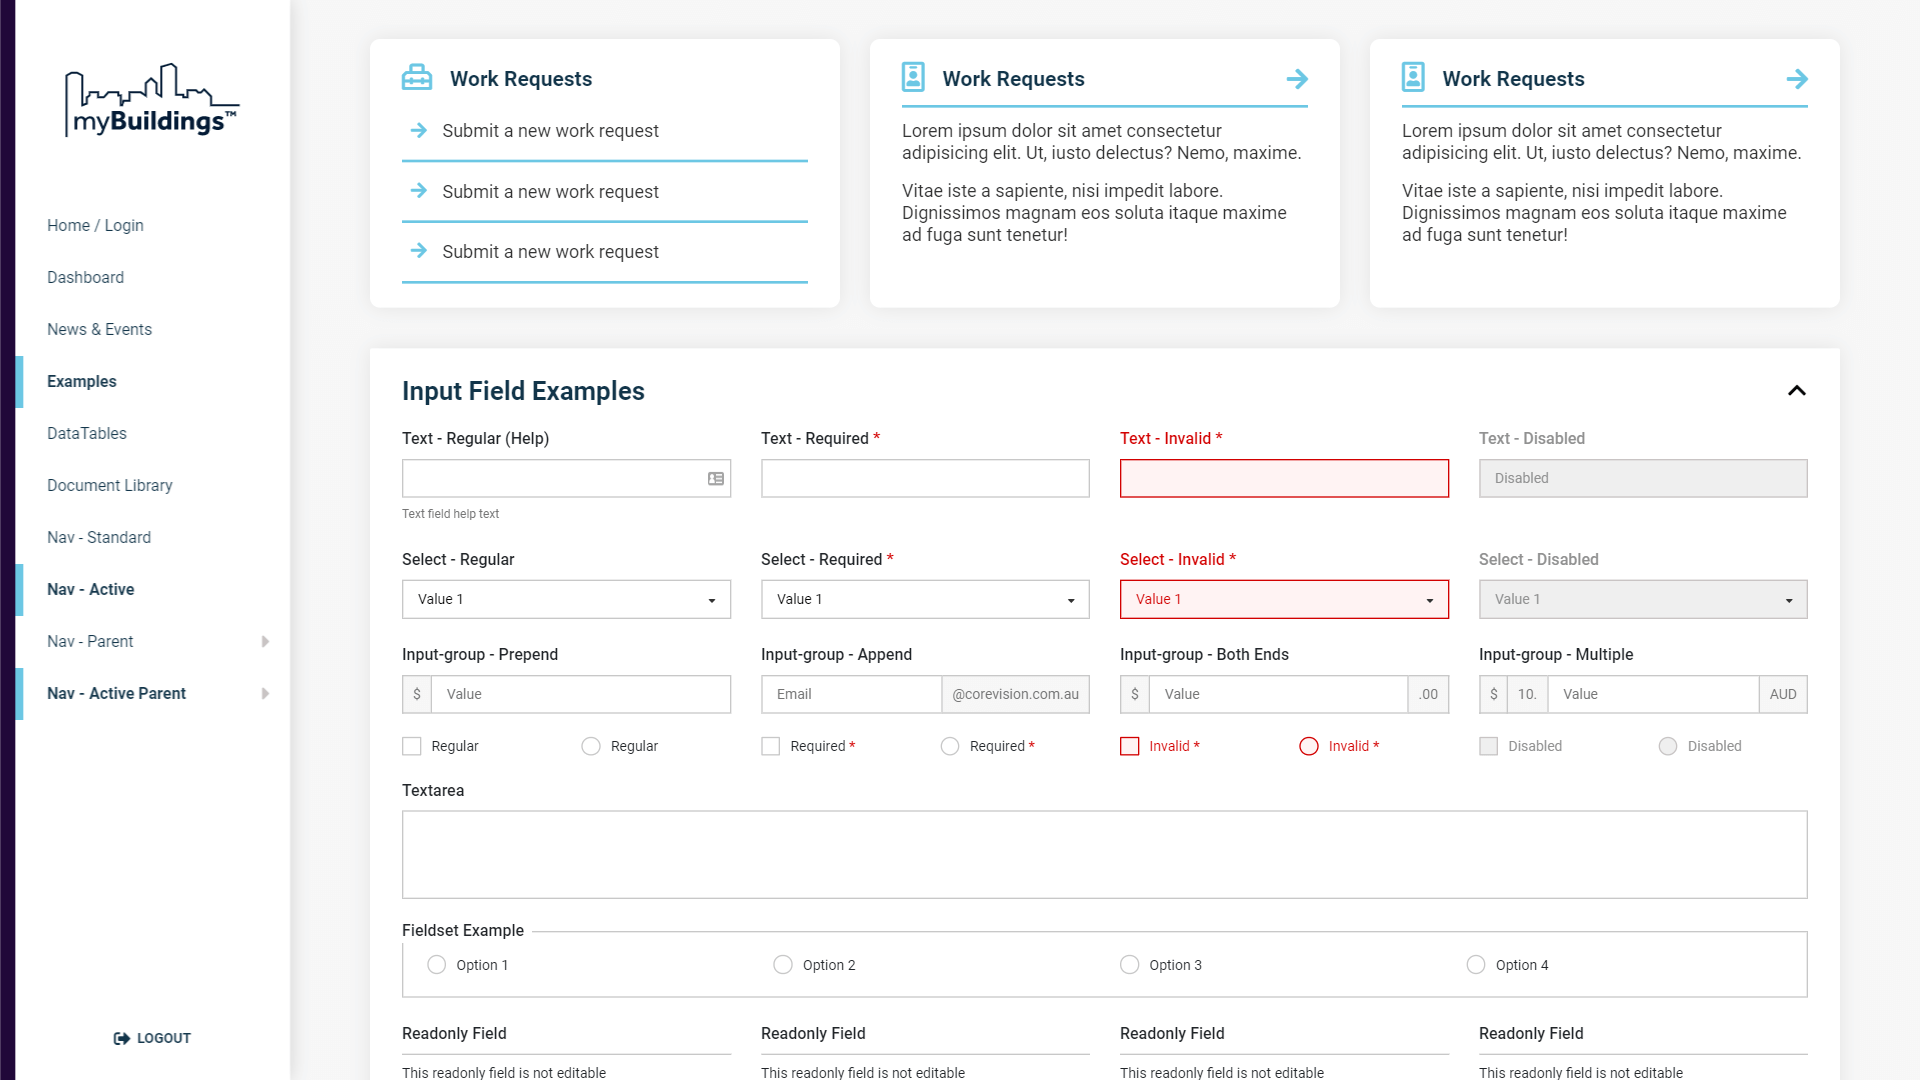 myBuildings™
Home / Login
Dashboard
News & Events
Examples
DataTables
Document Library
Nav - Standard
Nav - Active
Nav - Parent
Nav - Active Parent
LOGOUT
Work Requests
Submit a new work request
Submit a new work request
Submit a new work request
Work Requests
Lorem ipsum dolor sit amet consectetur
adipisicing elit. Ut, iusto delectus? Nemo, maxime.
Vitae iste a sapiente, nisi impedit labore.
Dignissimos magnam eos soluta itaque maxime
ad fuga sunt tenetur!
Work Requests
Lorem ipsum dolor sit amet consectetur
adipisicing elit. Ut, iusto delectus? Nemo, maxime.
Vitae iste a sapiente, nisi impedit labore.
Dignissimos magnam eos soluta itaque maxime
ad fuga sunt tenetur!
Input Field Examples
Text - Regular (Help)
Text - Required *
Text - Invalid *
Text - Disabled
Disabled
Text field help text
Select - Regular
Select - Required *
Select - Invalid *
Select - Disabled
Value 1
Value 1
Value 1
Value 1
Input-group - Prepend
Input-group - Append
Input-group - Both Ends
Input-group - Multiple
$ Value
Email @corevision.com.au
$ Value .00
$ 10. Value AUD
Regular
Regular
Required *
Required *
Invalid *
Invalid *
Disabled
Disabled
Textarea
Fieldset Example
Option 1
Option 2
Option 3
Option 4
Readonly Field
Readonly Field
Readonly Field
Readonly Field
This readonly field is not editable
This readonly field is not editable
This readonly field is not editable
This readonly field is not editable